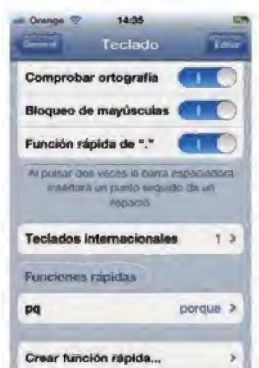 Orange 14:35
General Teclado Editar
Comprobar ortografía
Bloqueo de mayúsculas
Función rápida de "."
Al pulsar dos veces la barra espaciadora
insertará un punto seguido de un
espacio.
Teclados internacionales 1
Funciones rápidas
pq porque
Crear función rápida...